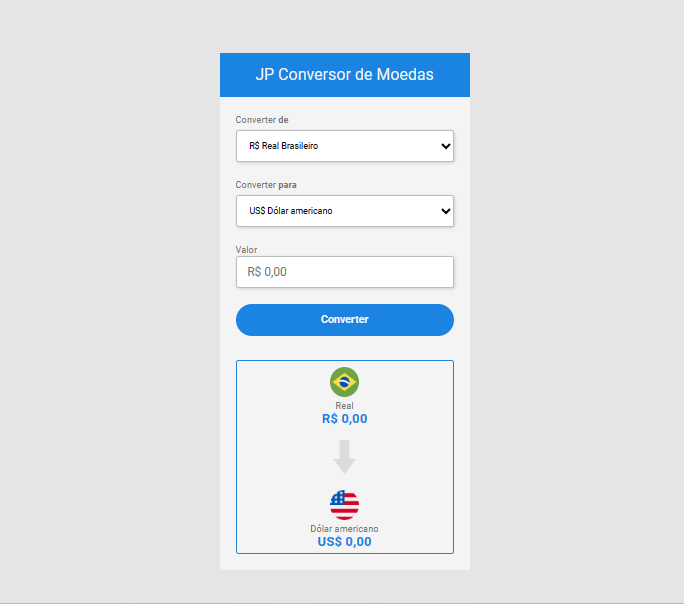 JP Conversor de Moedas
Converter de
R$ Real Brasileiro
Converter para
US$ Dólar americano
Valor
R$ 0,00
Converter
Real
R$ 0,00
Dólar americano
US$ 0,00